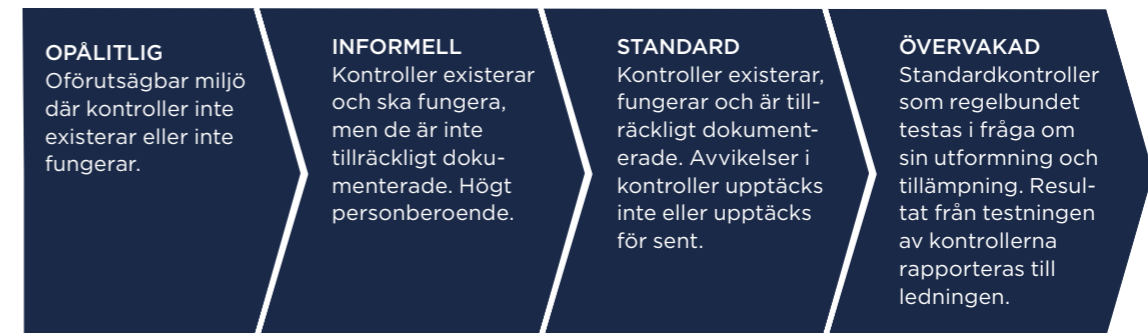 OPÅLITLIG
Oförutsägbar miljö
där kontroller inte
existerar eller inte
fungerar.
INFORMELL
Kontroller existerar
och ska fungera,
men de är inte
tillräckligt doku-
menterade. Högt
personberoende.
STANDARD
Kontroller existerar,
fungerar och är till-
räckligt dokument-
erade. Avvikelser i
kontroller upptäcks
inte eller upptäcks
för sent.
ÖVERVAKAD
Standardkontroller
som regelbundet
testas i fråga om
sin utformning och
tillämpning. Resul-
tat från testningen
av kontrollerna
rapporteras till
ledningen.